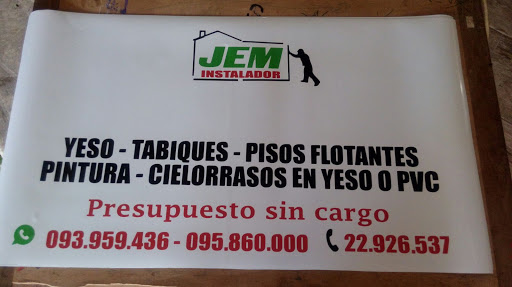 JEM
INSTALADOR
YESO - TABIQUES - PISOS FLOTANTES
PINTURA - CIELORRASOS EN YESO O PVC
Presupuesto sin cargo
093.959.436 - 095.860.000 22.926.537